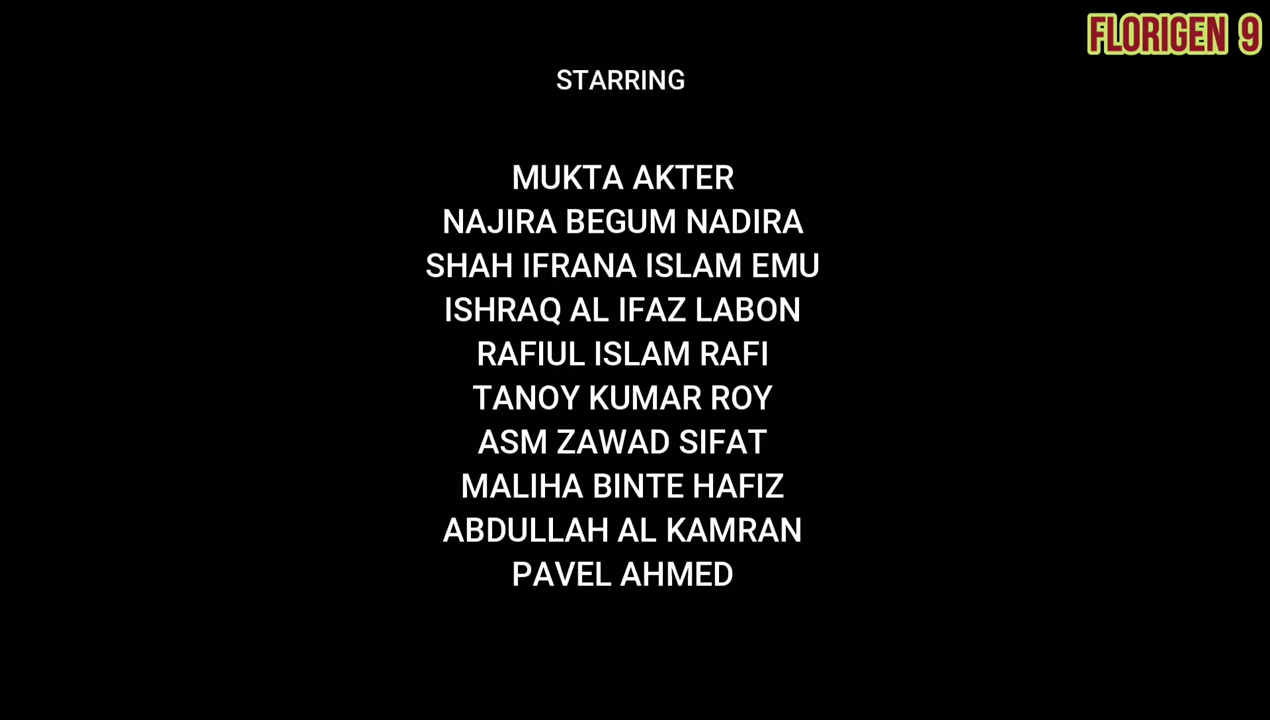 FLORIGEN 9
STARRING
MUKTA AKTER
NAJIRA BEGUM NADIRA
SHAH IFRANA ISLAM EMU
ISHRAQ AL IFAZ LABON
RAFIUL ISLAM RAFI
TANOY KUMAR ROY
ASM ZAWAD SIFAT
MALIHA BINTE HAFIZ
ABDULLAH AL KAMRAN
PAVEL AHMED